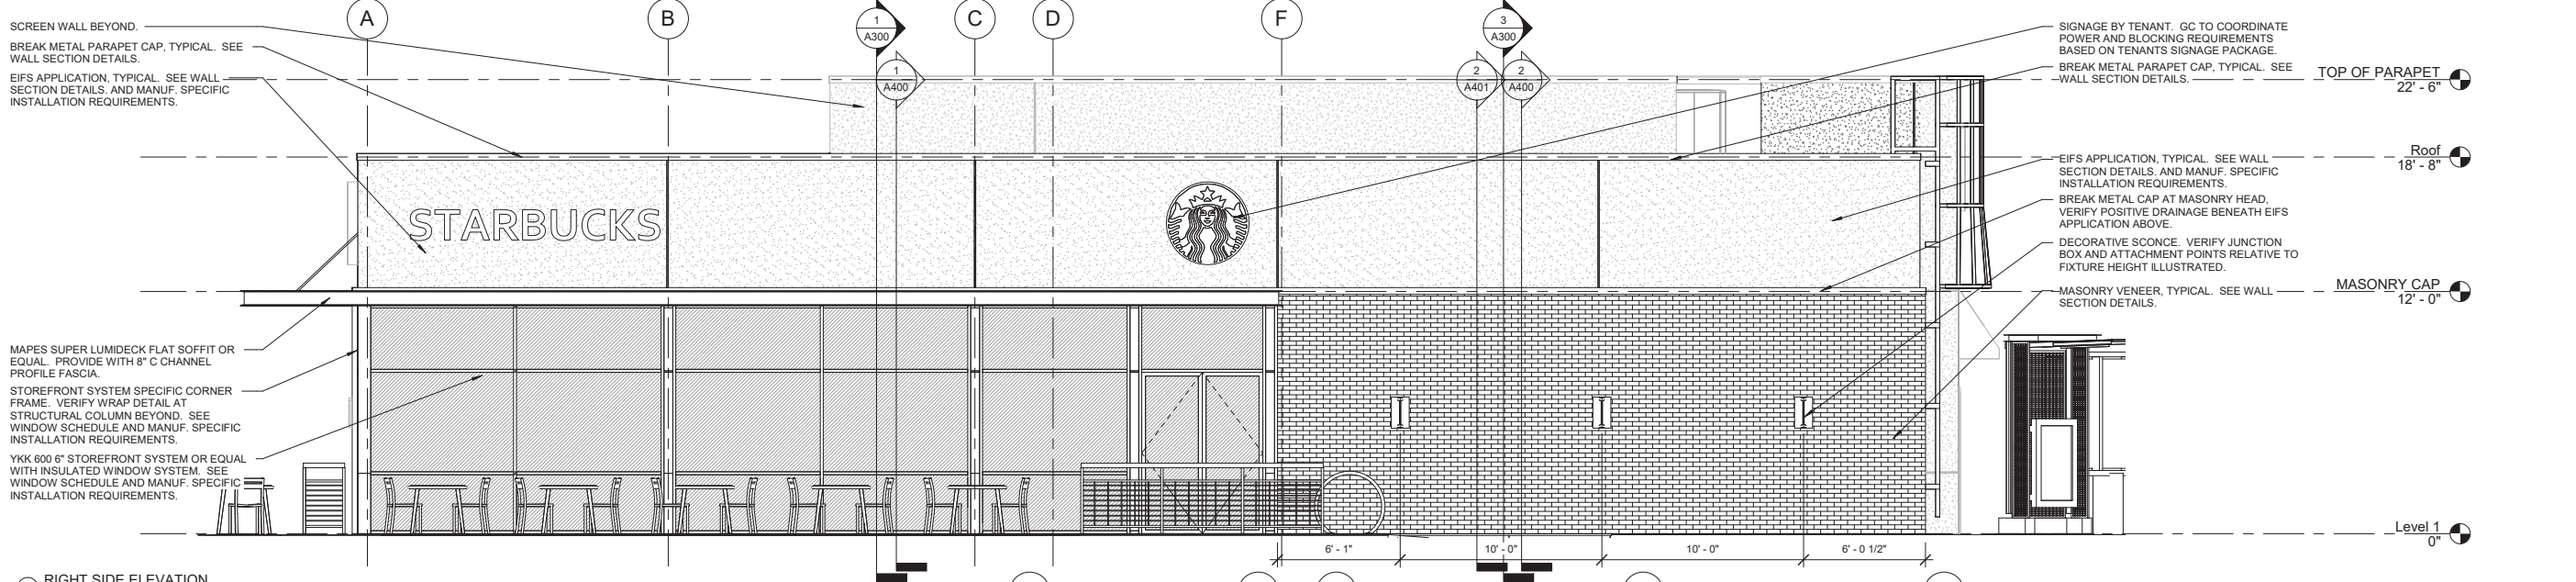 A
B
1
A300
C
D
F
3
A300
1
A400
2
A401
2
A400
SCREEN WALL BEYOND.
BREAK METAL PARAPET CAP, TYPICAL. SEE
WALL SECTION DETAILS.
EIFS APPLICATION, TYPICAL. SEE WALL
SECTION DETAILS. AND MANUF. SPECIFIC
INSTALLATION REQUIREMENTS.
MAPES SUPER LUMIDECK FLAT SOFFIT OR
EQUAL. PROVIDE WITH 8" C CHANNEL
PROFILE FASCIA.
STOREFRONT SYSTEM SPECIFIC CORNER
FRAME. VERIFY WRAP DETAIL AT
STRUCTURAL COLUMN BEYOND. SEE
WINDOW SCHEDULE AND MANUF. SPECIFIC
INSTALLATION REQUIREMENTS.
YKK 600 6" STOREFRONT SYSTEM OR EQUAL
WITH INSULATED WINDOW SYSTEM. SEE
WINDOW SCHEDULE AND MANUF. SPECIFIC
INSTALLATION REQUIREMENTS.
STARBUCKS
SIGNAGE BY TENANT. GC TO COORDINATE
POWER AND BLOCKING REQUIREMENTS
BASED ON TENANTS SIGNAGE PACKAGE.
BREAK METAL PARAPET CAP, TYPICAL. SEE
WALL SECTION DETAILS.
EIFS APPLICATION, TYPICAL. SEE WALL
SECTION DETAILS. AND MANUF. SPECIFIC
INSTALLATION REQUIREMENTS.
BREAK METAL CAP AT MASONRY HEAD,
VERIFY POSITIVE DRAINAGE BENEATH EIFS
APPLICATION ABOVE.
DECORATIVE SCONCE. VERIFY JUNCTION
BOX AND ATTACHMENT POINTS RELATIVE TO
FIXTURE HEIGHT ILLUSTRATED.
MASONRY VENEER, TYPICAL. SEE WALL
SECTION DETAILS.
TOP OF PARAPET
22' - 6"
Roof
18' - 8"
MASONRY CAP
12' - 0"
Level 1
0"
6' - 1"
10' - 0"
10' - 0"
6' - 0 1/2"
RIGHT SIDE ELEVATION